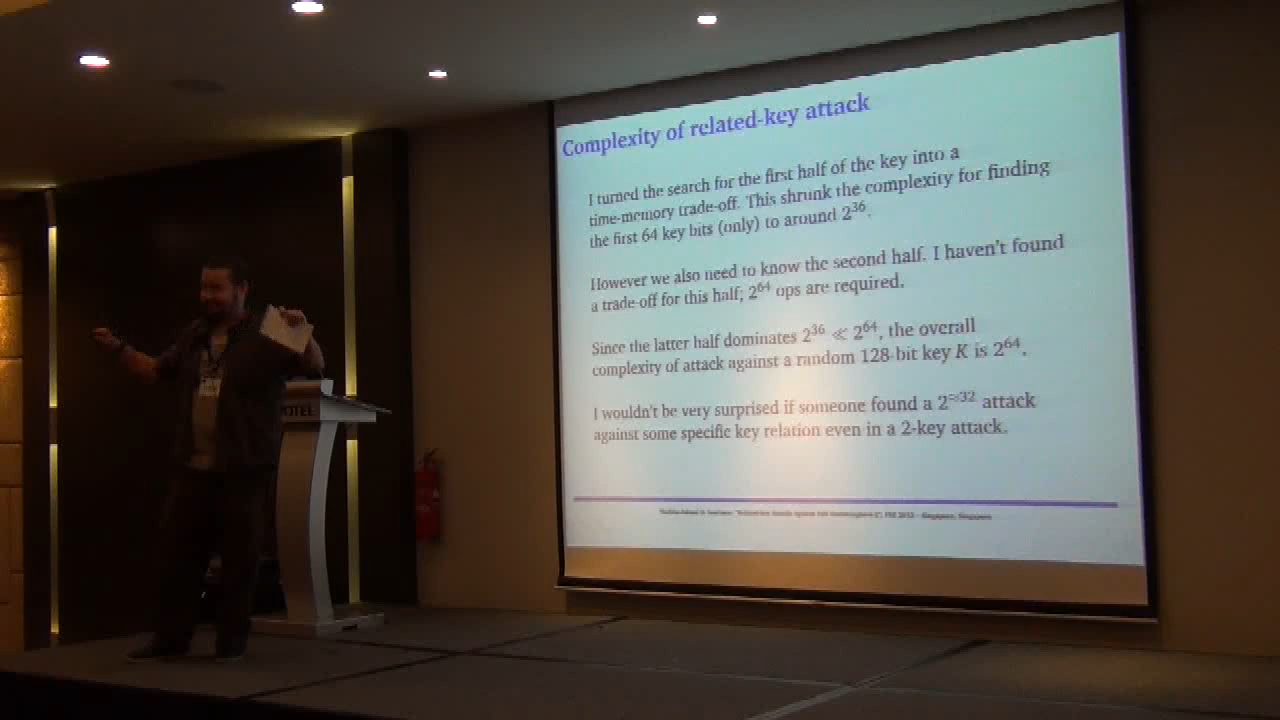 Complexity of related-key attack
I turned the search for the first half of the key into a
time-memory trade-off. This shrunk the complexity for finding
the first 64 key bits (only) to around 2^36.
However we also need to know the second half. I haven't found
a trade-off for this half; 2^64 ops are required.
Since the latter half dominates 2^36 ≪ 2^64, the overall
complexity of attack against a random 128-bit key K is 2^64.
I wouldn't be very surprised if someone found a 2^≈32 attack
against some specific key relation even in a 2-key attack.
Singapore, Singapore
OTEL